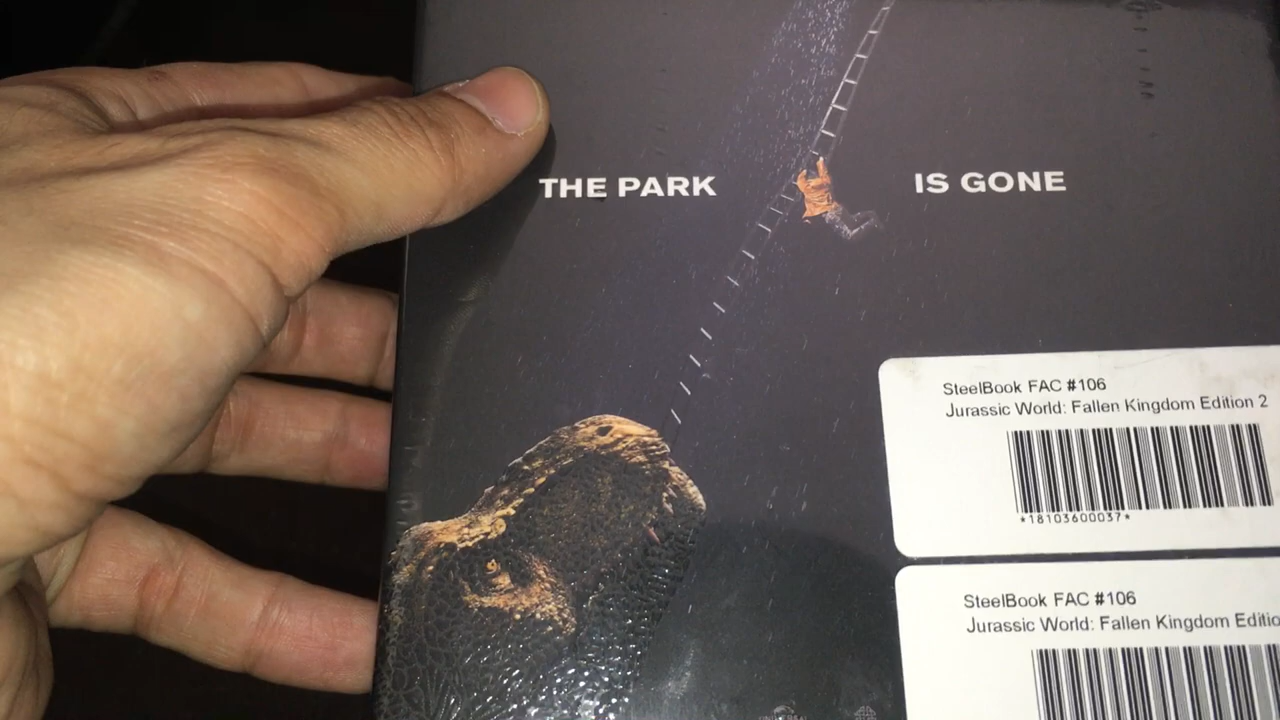 THE PARK IS GONE
SteelBook FAC #106
Jurassic World: Fallen Kingdom Edition 2
*18103600037*
SteelBook FAC #106
Jurassic World: Fallen Kingdom Editio
UNIVERSAL